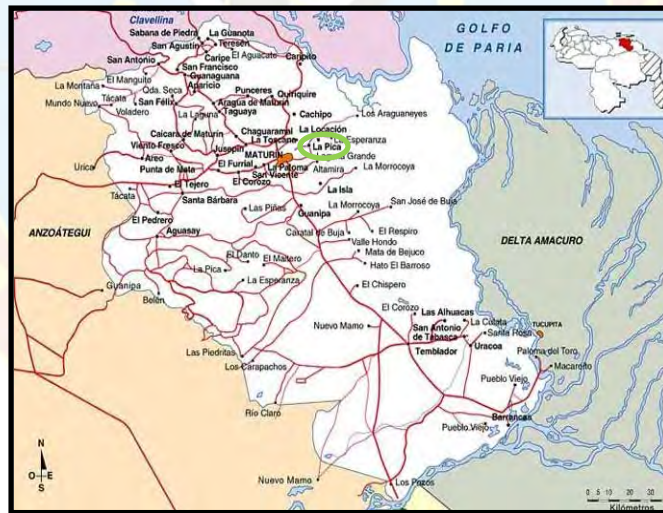 Clavellina
GOLFO
DE PARIA
La Guanota
Sabana de Piedra
Teresén
San Agustín
El Aguacate
Caripe
Caripito
San Antonio
San Francisco
El Manguito
Guanaguana
La Montaña
Qda. Seca
Aparicio
Punceres
Quiriquire
Tácata
Mundo Nuevo
San Félix
Aragua de Maturín
Los Araguaneyes
Voladero
La Laguna
Taguaya
Cachipo
Chaguaramal
La Locación
Caicara de Maturín
La Toscana
Esperanza
Viento Fresco
Jusepín
La Pica
MATURÍN
Grande
Areo
El Furrial
La Paloma
Altamira
La Morrocoya
Urica
Punta de Mata
San Vicente
El Corozo
El Tejero
La Isla
Tácata
Santa Bárbara
San José de Buja
Las Piñas
La Morrocoya
El Pedrero
Guanipa
ANZOÁTEGUI
Aguasay
Caratal de Buja
El Respiro
DELTA AMACURO
Valle Hondo
El Danto
El Maitero
Mata de Bejuco
La Pica
Hato El Barroso
Guanipa
La Esperanza
Belén
El Chispero
El Corozo
Las Alhuacas
La Colata
Nuevo Mamo
San Antonio
de Tabasca
Santa Rosa
TUCUPITA
Temblador
Uracoa
Las Piedritas
Paloma del Toro
Los Carapachos
Macareito
Pueblo Viejo
Río Claro
Barrancas
Pueblo Viejo
N
O
E
S
Nuevo Mamo
Los Pozos
0 5 10 20 30 40
Kilómetros